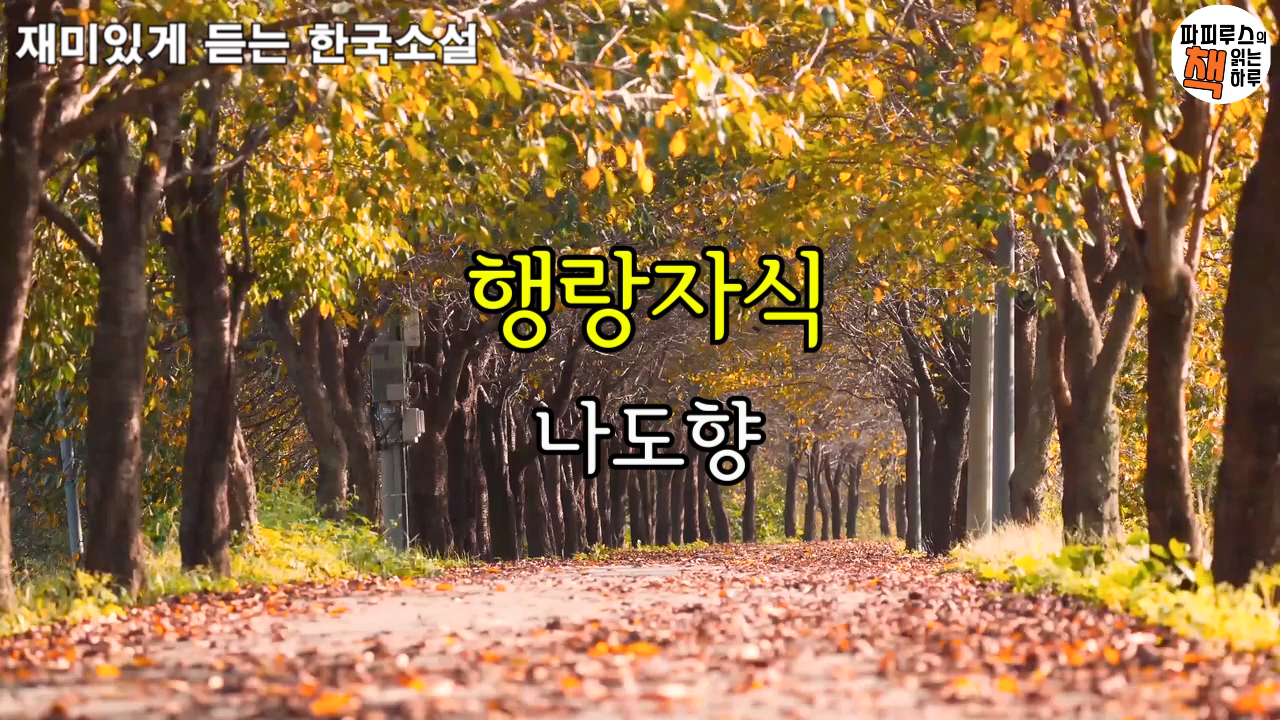 재미있게 듣는 한국소설
파피루스의
책 읽는
하루
행랑자식
나도향